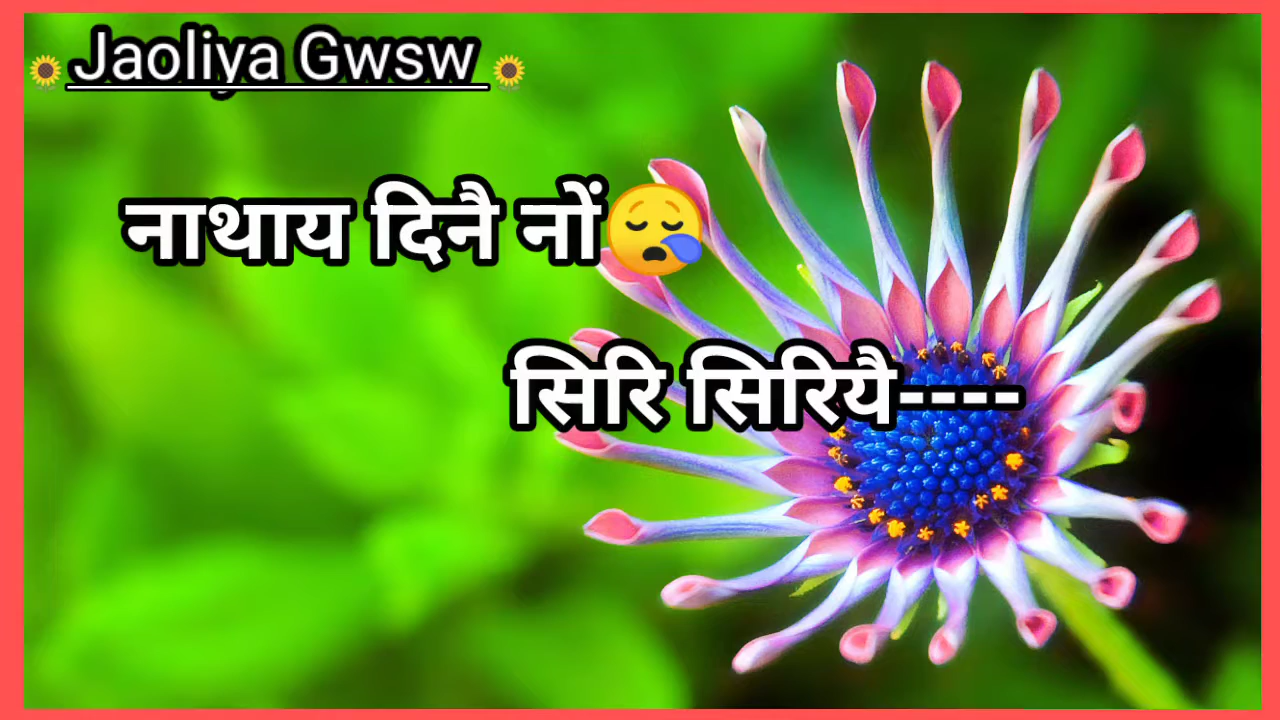 🌻Jaoliya Gwsw🌻
नाथाय दिनै नों😪
सिरि सिरियै----